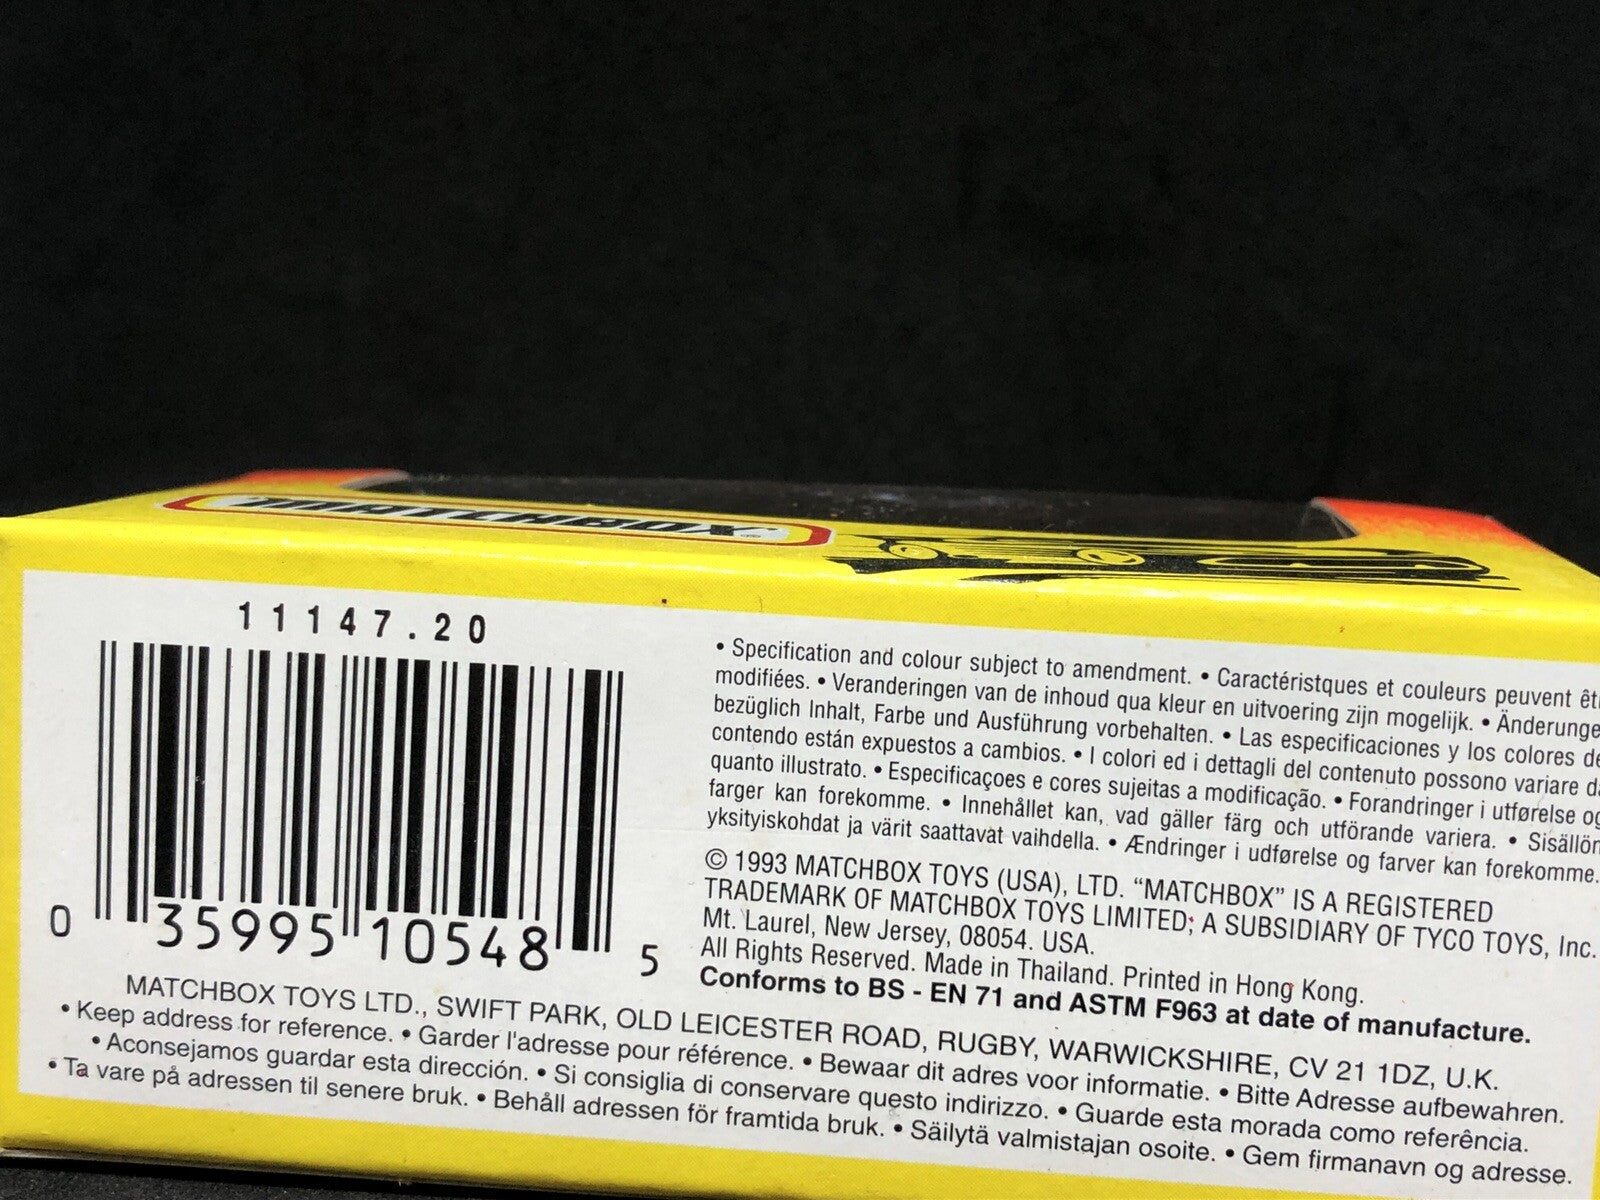 MATCHBOX
11147.20
0 35995 10548 5
• Specification and colour subject to amendment. • Caractéristques et couleurs peuvent
modifiées. • Veranderingen van de inhoud qua kleur en uitvoering zijn mogelijk. •
bezüglich Inhalt, Farbe und Ausführung vorbehalten. • Las especificaciones y los colores
contendo están expuestos a cambios. • I colori ed i dettagli del contenuto possono variare
quanto illustrato. • Especificaçoes e cores sujeitas a modificação. • Forandringer i utførelse
farger kan forekomme. • Innehållet kan, vad gäller färg och utförande variera. •
yksityiskohdat ja värit saattavat vaihdella. • Ændringer i udførelse og farver kan forekomme.
© 1993 MATCHBOX TOYS (USA), LTD. "MATCHBOX" IS A REGISTERED
TRADEMARK OF MATCHBOX TOYS LIMITED; A SUBSIDIARY OF TYCO TOYS, Inc.
Mt. Laurel, New Jersey, 08054. USA.
All Rights Reserved. Made in Thailand. Printed in Hong Kong.
Conforms to BS - EN 71 and ASTM F963 at date of manufacture.
MATCHBOX TOYS LTD., SWIFT PARK, OLD LEICESTER ROAD, RUGBY, WARWICKSHIRE, CV 21 1DZ, U.K.
• Keep address for reference. • Garder l'adresse pour référence. • Bewaar dit adres voor informatie. • Bitte Adresse aufbewahren.
• Aconsejamos guardar esta dirección. • Si consiglia di conservare questo indirizzo. • Guarde esta morada como referência.
• Ta vare på adressen til senere bruk. • Behåll adressen för framtida bruk. • Säilytä valmistajan osoite. • Gem firmanavn og adresse.